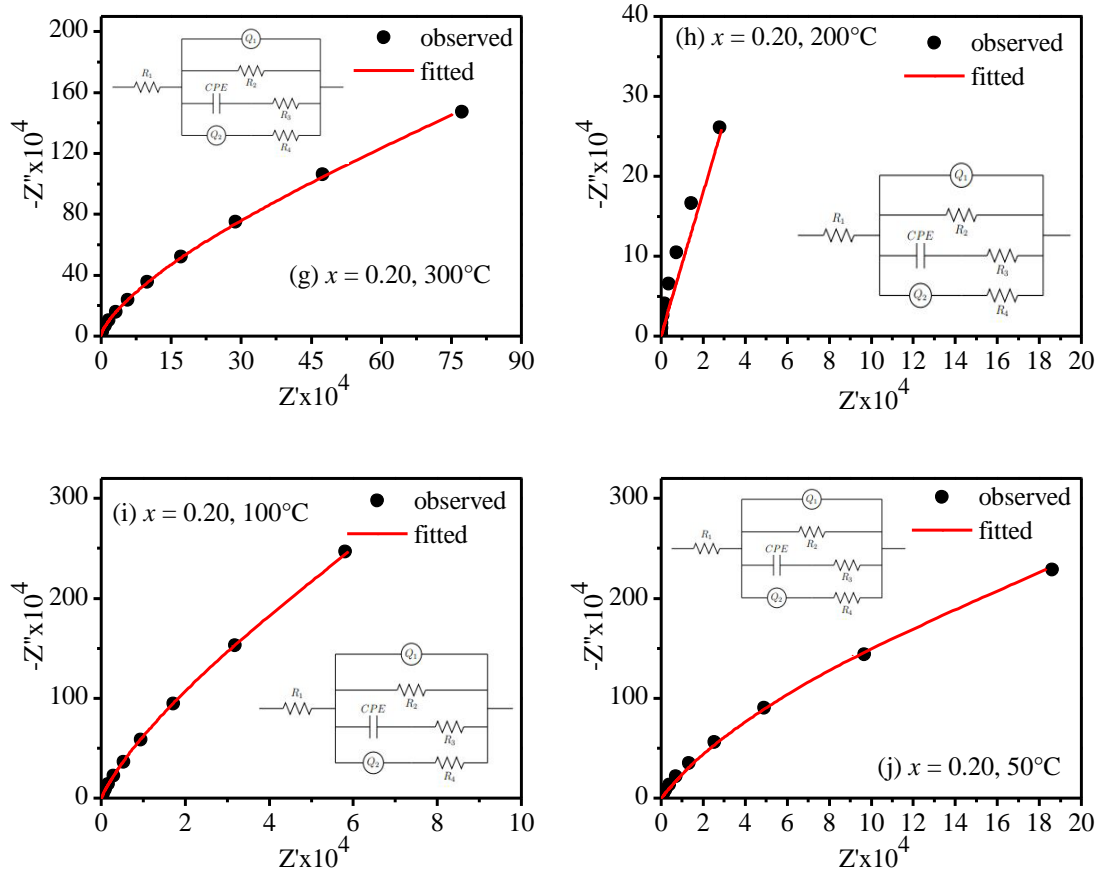 200
160
120
80
40
0
-Z"x10⁴
observed
fitted
Q₁
R₁
R₂
CPE
R₃
Q₂
R₄
(g) x = 0.20, 300°C
0 15 30 45 60 75 90
Z'x10⁴
40
30
20
10
0
-Z"x10⁴
(h) x = 0.20, 200°C
observed
fitted
Q₁
R₁
R₂
CPE
R₃
Q₂
R₄
0 2 4 6 8 10 12 14 16 18 20
Z'x10⁴
300
200
100
0
-Z"x10⁴
(i) x = 0.20, 100°C
observed
fitted
Q₁
R₁
R₂
CPE
R₃
Q₂
R₄
0 2 4 6 8 10
Z'x10⁴
300
200
100
0
-Z"x10⁴
observed
fitted
Q₁
R₁
R₂
CPE
R₃
Q₂
R₄
(j) x = 0.20, 50°C
0 2 4 6 8 10 12 14 16 18 20
Z'x10⁴